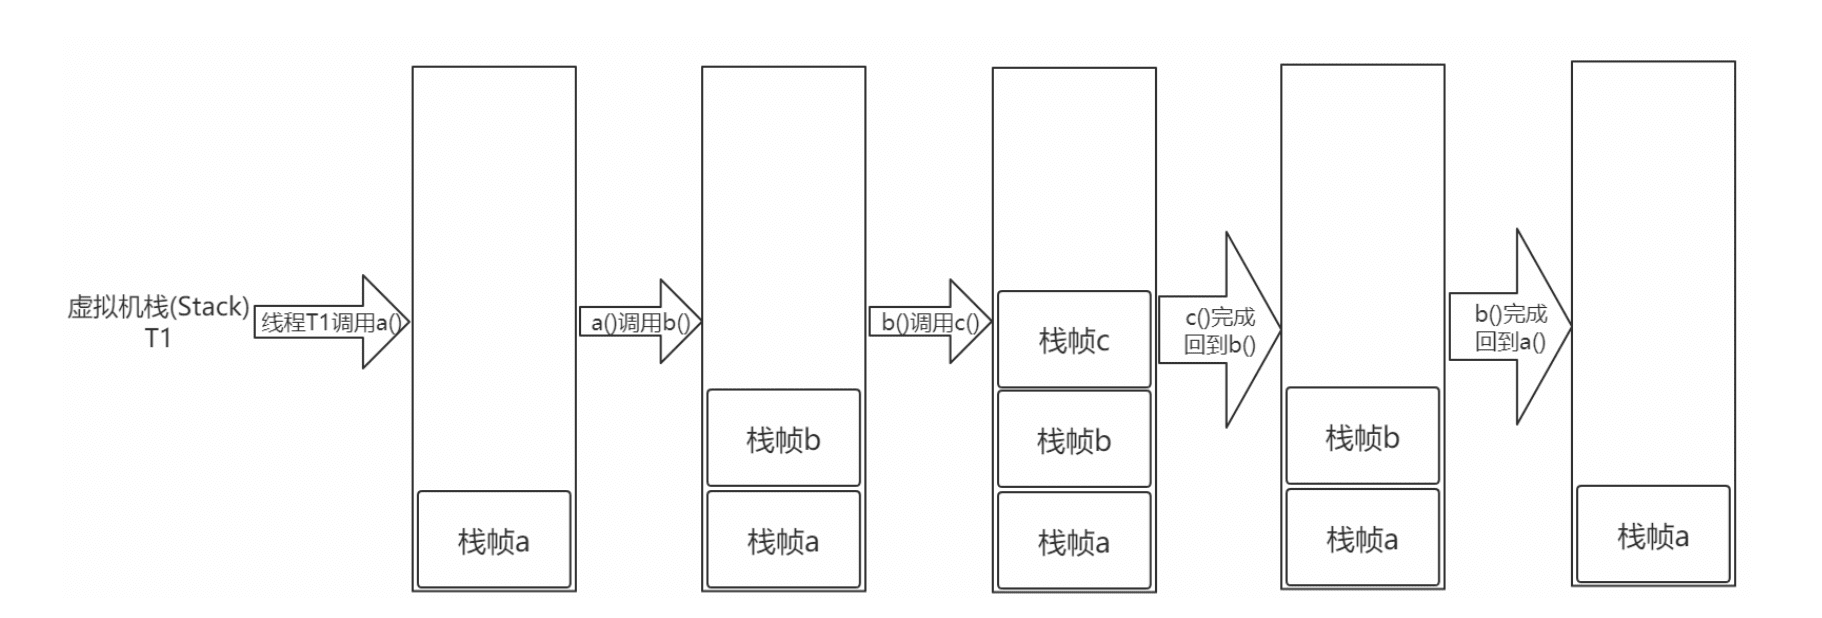 虚拟机栈(Stack)
T1
线程T1调用a()
栈帧a
a()调用b()
栈帧b
栈帧a
b()调用c()
栈帧c
栈帧b
栈帧a
c()完成
回到b()
栈帧b
栈帧a
b()完成
回到a()
栈帧a